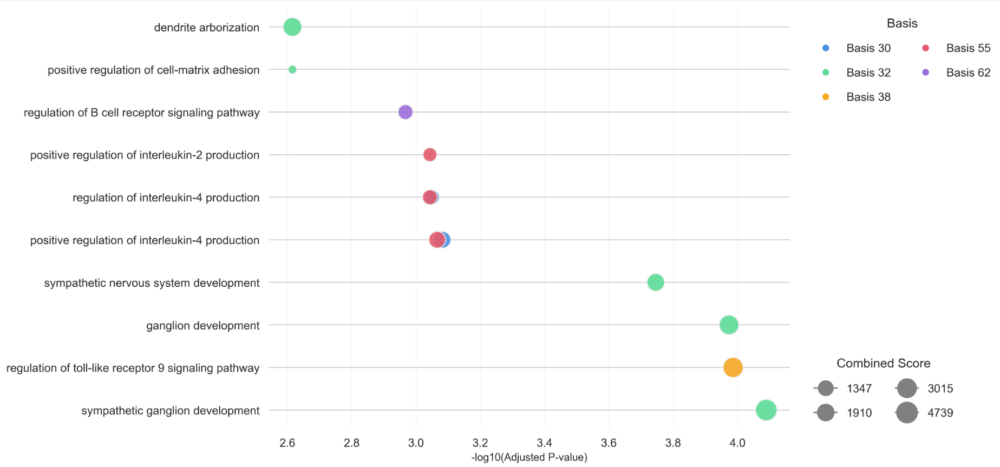 dendrite arborization
positive regulation of cell-matrix adhesion
regulation of B cell receptor signaling pathway
positive regulation of interleukin-2 production
regulation of interleukin-4 production
positive regulation of interleukin-4 production
sympathetic nervous system development
ganglion development
regulation of toll-like receptor 9 signaling pathway
sympathetic ganglion development
2.6 2.8 3.0 3.2 3.4 3.6 3.8 4.0
-log10(Adjusted P-value)
Basis
Basis 30 Basis 55
Basis 32 Basis 62
Basis 38
Combined Score
1347 3015
1910 4739